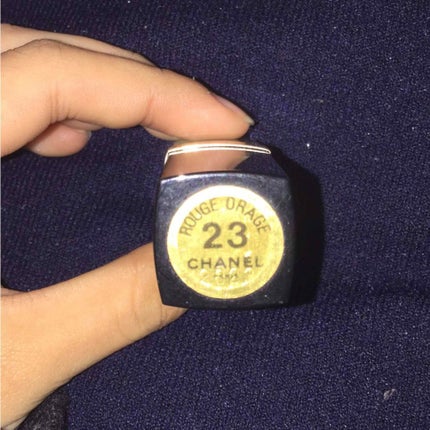 ROUGE ORAGE
23
CHANEL
PARIS